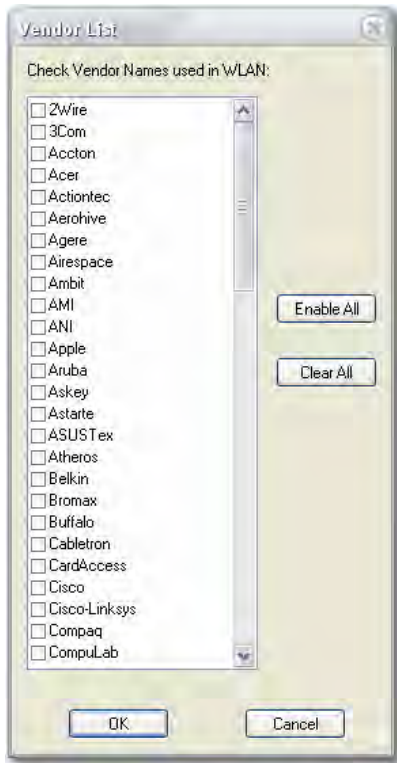 Vendor List
Check Vendor Names used in WLAN:
2Wire
3Com
Accton
Acer
Actiontec
Aerohive
Agere
Airespace
Ambit
AMI
ANI
Apple
Aruba
Askey
Astarte
ASUSTex
Atheros
Belkin
Bromax
Buffalo
Cabletron
CardAccess
Cisco
Cisco-Linksys
Compaq
CompuLab
Enable All
Clear All
OK
Cancel